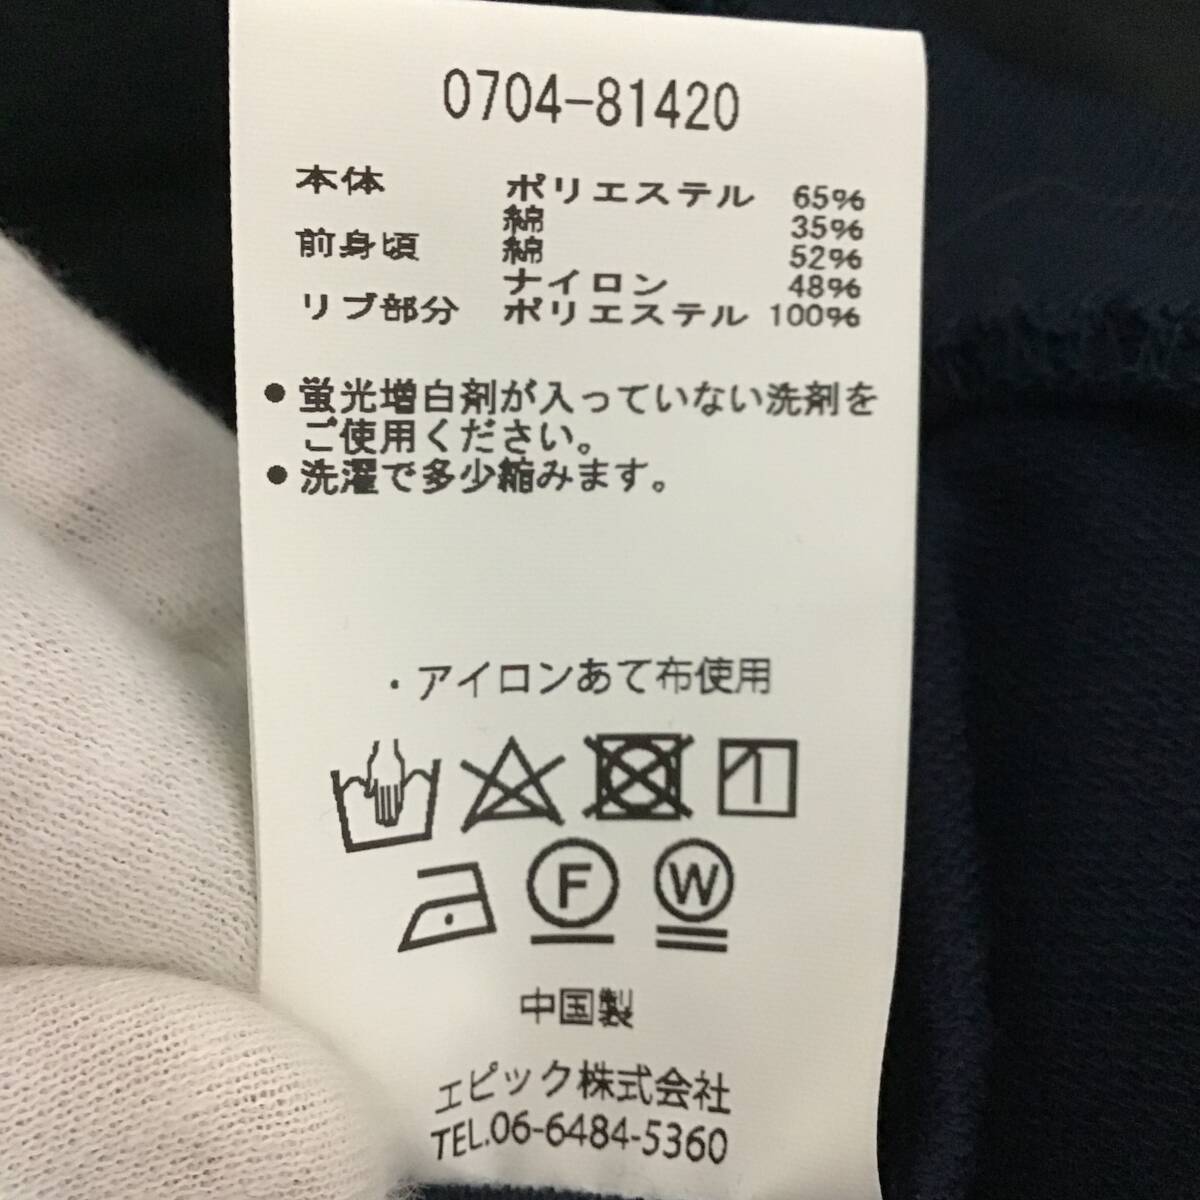 0704-81420
本体 ポリエステル 65%
綿 35%
前身頃 綿 52%
ナイロン 48%
リブ部分 ポリエステル 100%
●蛍光増白剤が入っていない洗剤を
ご使用ください。
●洗濯で多少縮みます。
・アイロンあて布使用
F W
中国製
エピック株式会社
TEL.06-6484-5360